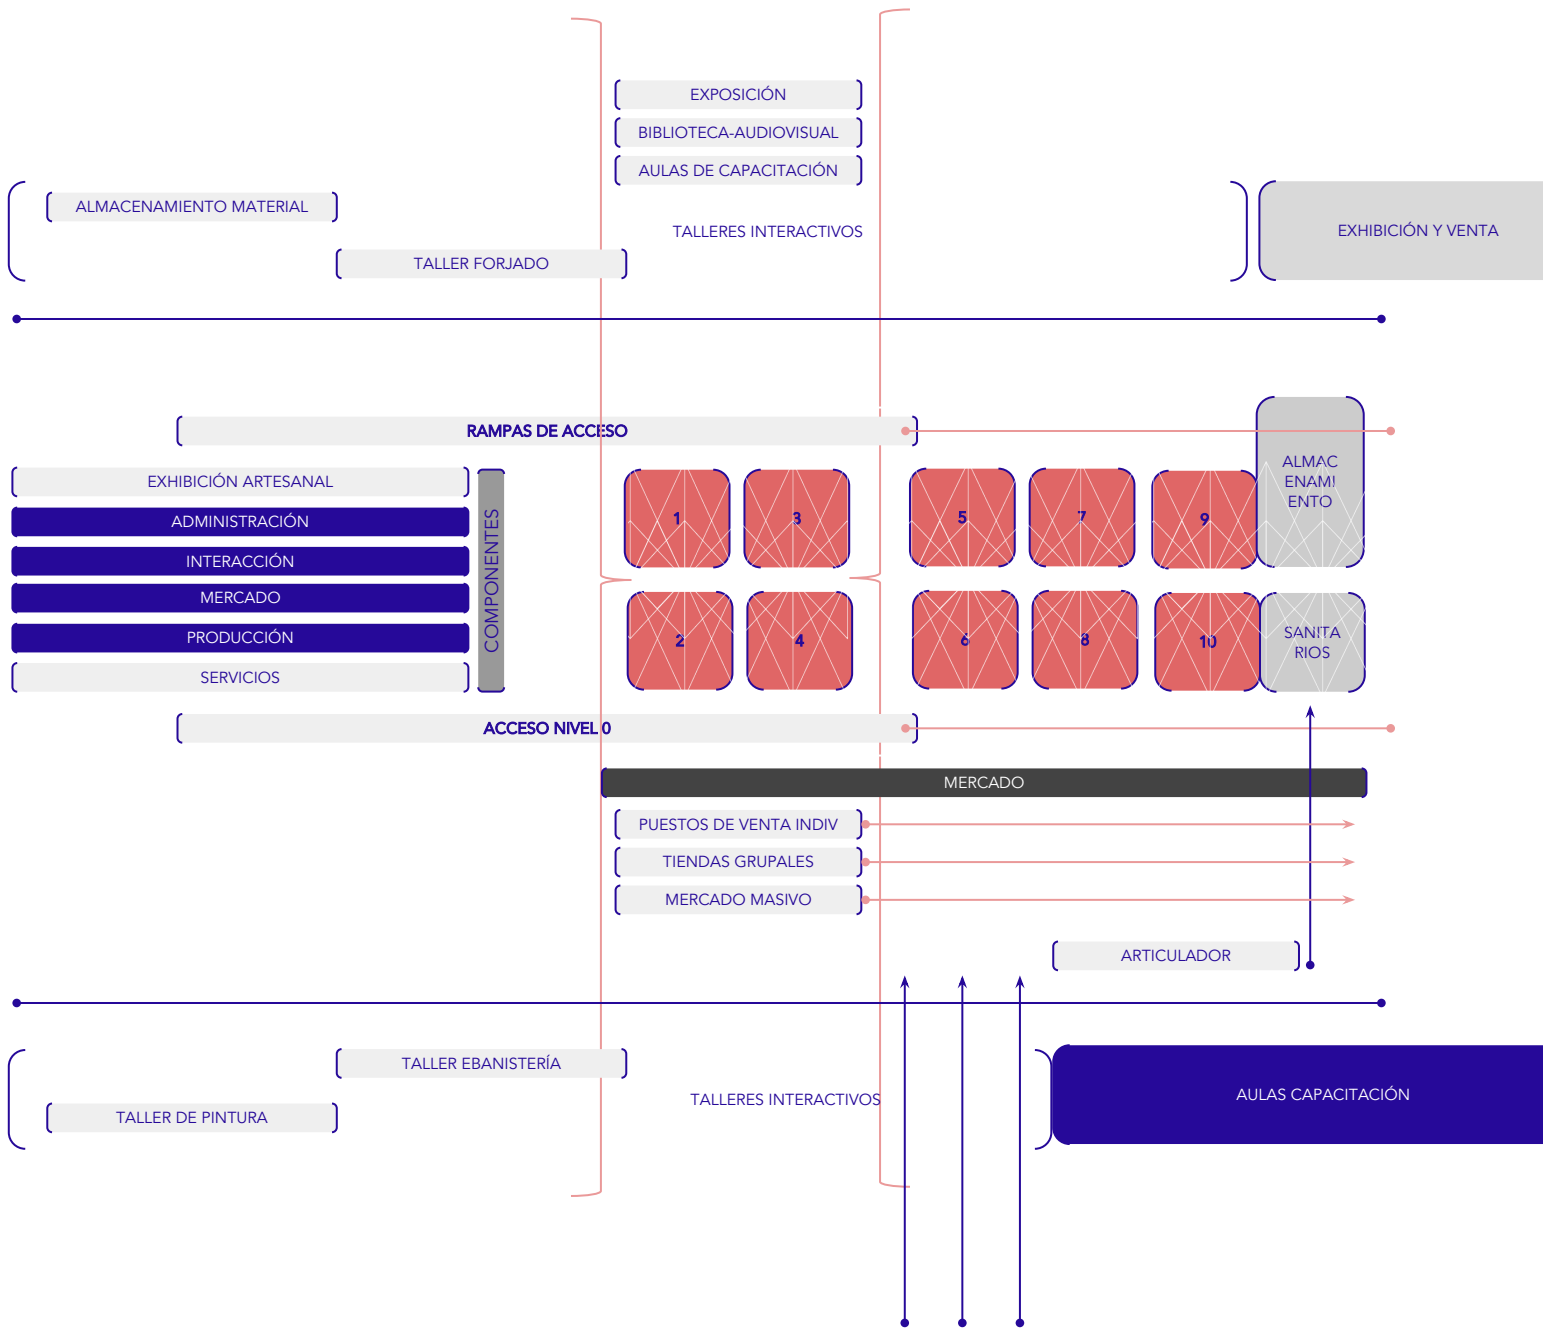 EXPOSICIÓN
BIBLIOTECA-AUDIOVISUAL
AULAS DE CAPACITACIÓN
ALMACENAMIENTO MATERIAL
TALLERES INTERACTIVOS
EXHIBICIÓN Y VENTA
TALLER FORJADO
RAMPAS DE ACCESO
EXHIBICIÓN ARTESANAL
ADMINISTRACIÓN
INTERACCIÓN
MERCADO
PRODUCCIÓN
SERVICIOS
COMPONENTES
1
3
5
7
9
ALMAC
ENAMI
ENTO
2
4
6
8
10
SANITA
RIOS
ACCESO NIVEL 0
MERCADO
PUESTOS DE VENTA INDIV
TIENDAS GRUPALES
MERCADO MASIVO
ARTICULADOR
TALLER EBANISTERÍA
TALLERES INTERACTIVOS
AULAS CAPACITACIÓN
TALLER DE PINTURA